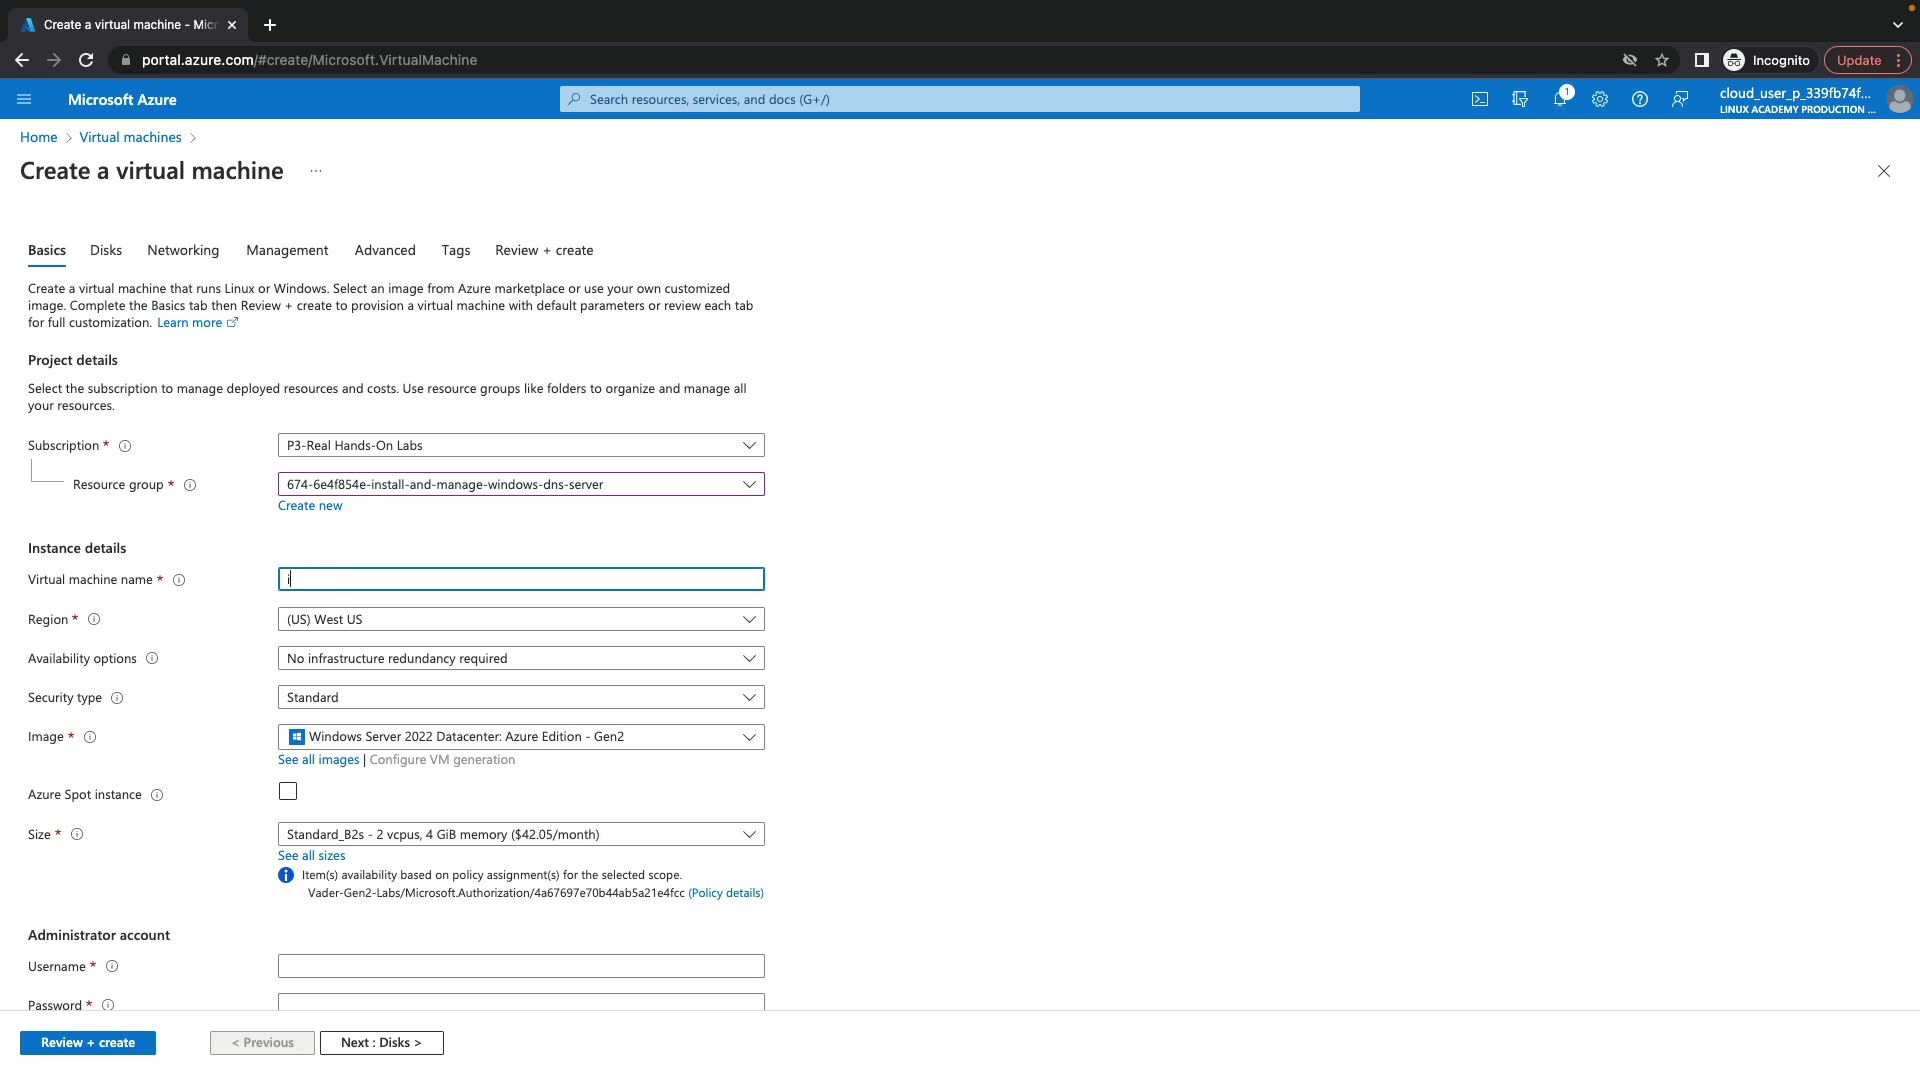 Create a virtual machine - Micr
portal.azure.com/#create/Microsoft.VirtualMachine
Incognito
Update
Microsoft Azure
Search resources, services, and docs (G+/)
1
cloud_user_p_339fb74f...
LINUX ACADEMY PRODUCTION ...
Home > Virtual machines >
Create a virtual machine ...
Basics Disks Networking Management Advanced Tags Review + create
Create a virtual machine that runs Linux or Windows. Select an image from Azure marketplace or use your own customized
image. Complete the Basics tab then Review + create to provision a virtual machine with default parameters or review each tab
for full customization. Learn more
Project details
Select the subscription to manage deployed resources and costs. Use resource groups like folders to organize and manage all
your resources.
Subscription * P3-Real Hands-On Labs
Resource group * 674-6e4f854e-install-and-manage-windows-dns-server
Create new
Instance details
Virtual machine name * i
Region * (US) West US
Availability options No infrastructure redundancy required
Security type Standard
Image * Windows Server 2022 Datacenter: Azure Edition - Gen2
See all images | Configure VM generation
Azure Spot instance
Size * Standard_B2s - 2 vcpus, 4 GiB memory ($42.05/month)
See all sizes
Item(s) availability based on policy assignment(s) for the selected scope.
Vader-Gen2-Labs/Microsoft.Authorization/4a67697e70b44ab5a21e4fcc (Policy details)
Administrator account
Username *
Password *
Review + create < Previous Next : Disks >